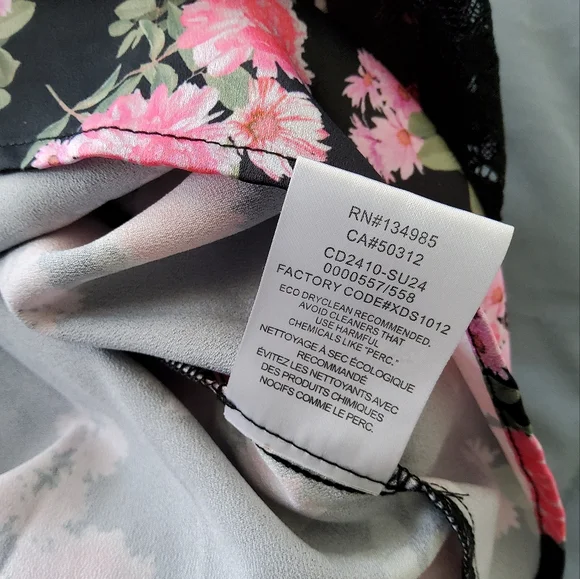 RN#134985
CA#50312
CD2410-SU24
0000557/558
FACTORY CODE#XDS1012
ECO DRYCLEAN RECOMMENDED.
AVOID CLEANERS THAT
USE HARMFUL
CHEMICALS LIKE "PERC."
NETTOYAGE À SEC ÉCOLOGIQUE
RECOMMANDÉ
ÉVITEZ LES NETTOYANTS AVEC
DES PRODUITS CHIMIQUES
NOCIFS COMME LE PERC.